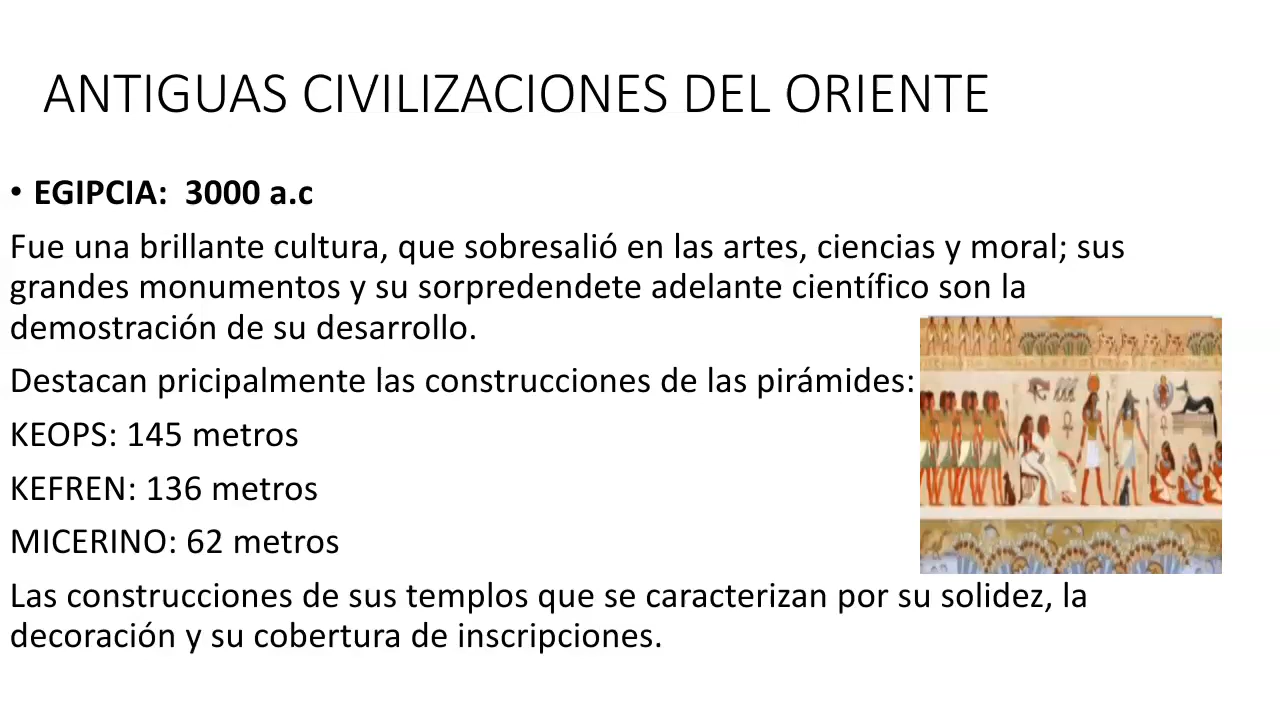 ANTIGUAS CIVILIZACIONES DEL ORIENTE
• EGIPCIA:  3000 a.c
Fue una brillante cultura, que sobresalió en las artes, ciencias y moral; sus
grandes monumentos y su sorpredendete adelante científico son la
demostración de su desarrollo.
Destacan pricipalmente las construcciones de las pirámides:
KEOPS: 145 metros
KEFREN: 136 metros
MICERINO: 62 metros
Las construcciones de sus templos que se caracterizan por su solidez, la
decoración y su cobertura de inscripciones.